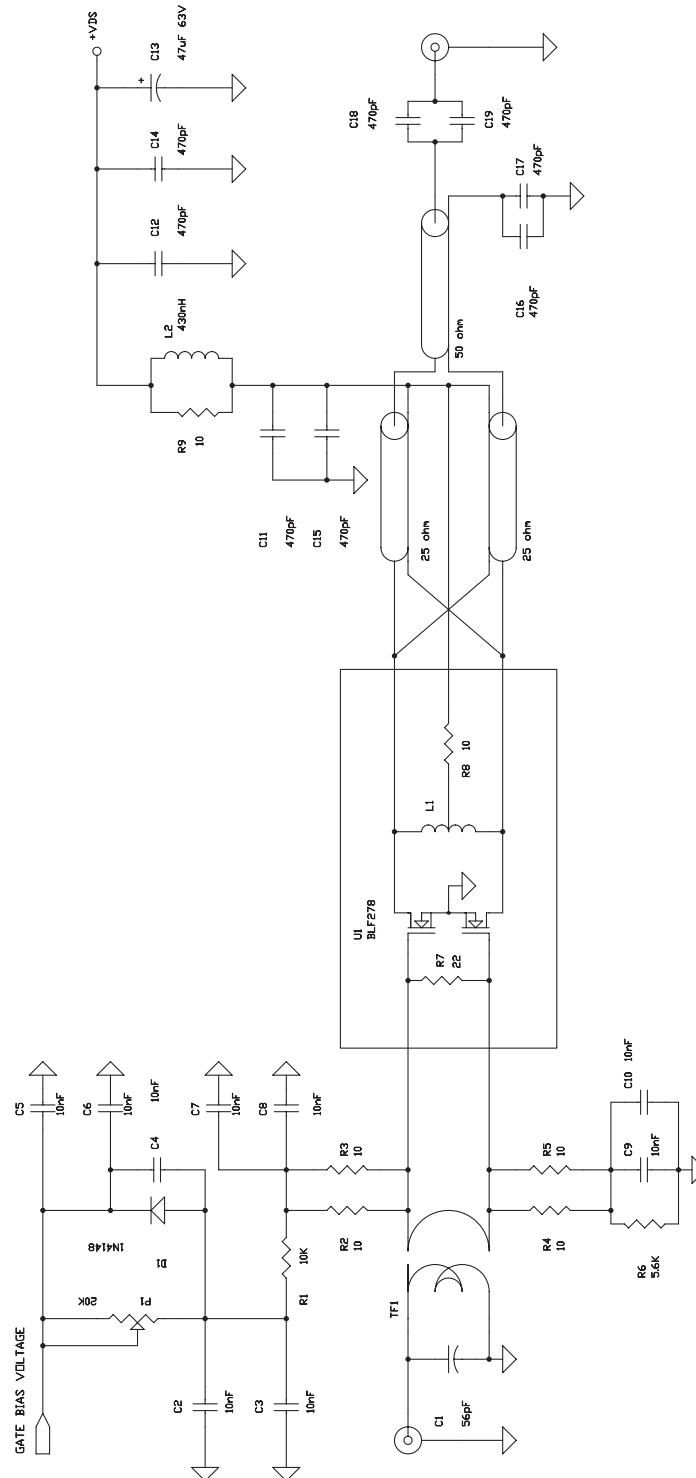 +VDS
C13
47uF 63V
+
C14
470pF
C12
470pF
L2
430nH
R9
10
C11
470pF
C15
470pF
C18
470pF
C19
470pF
C17
470pF
C16
470pF
50 ohm
25 ohm
25 ohm
R8
10
L1
U1
BLF278
R7
22
C5
10nF
C6
10nF
10nF
C4
C7
10nF
C8
10nF
1N4148
D1
20K
P1
10K
R1
GATE BIAS VOLTAGE
C2
10nF
C3
10nF
R3
10
R2
10
R5
10
R4
10
C10
10nF
C9
10nF
R6
5.6K
TF1
C1
56pF